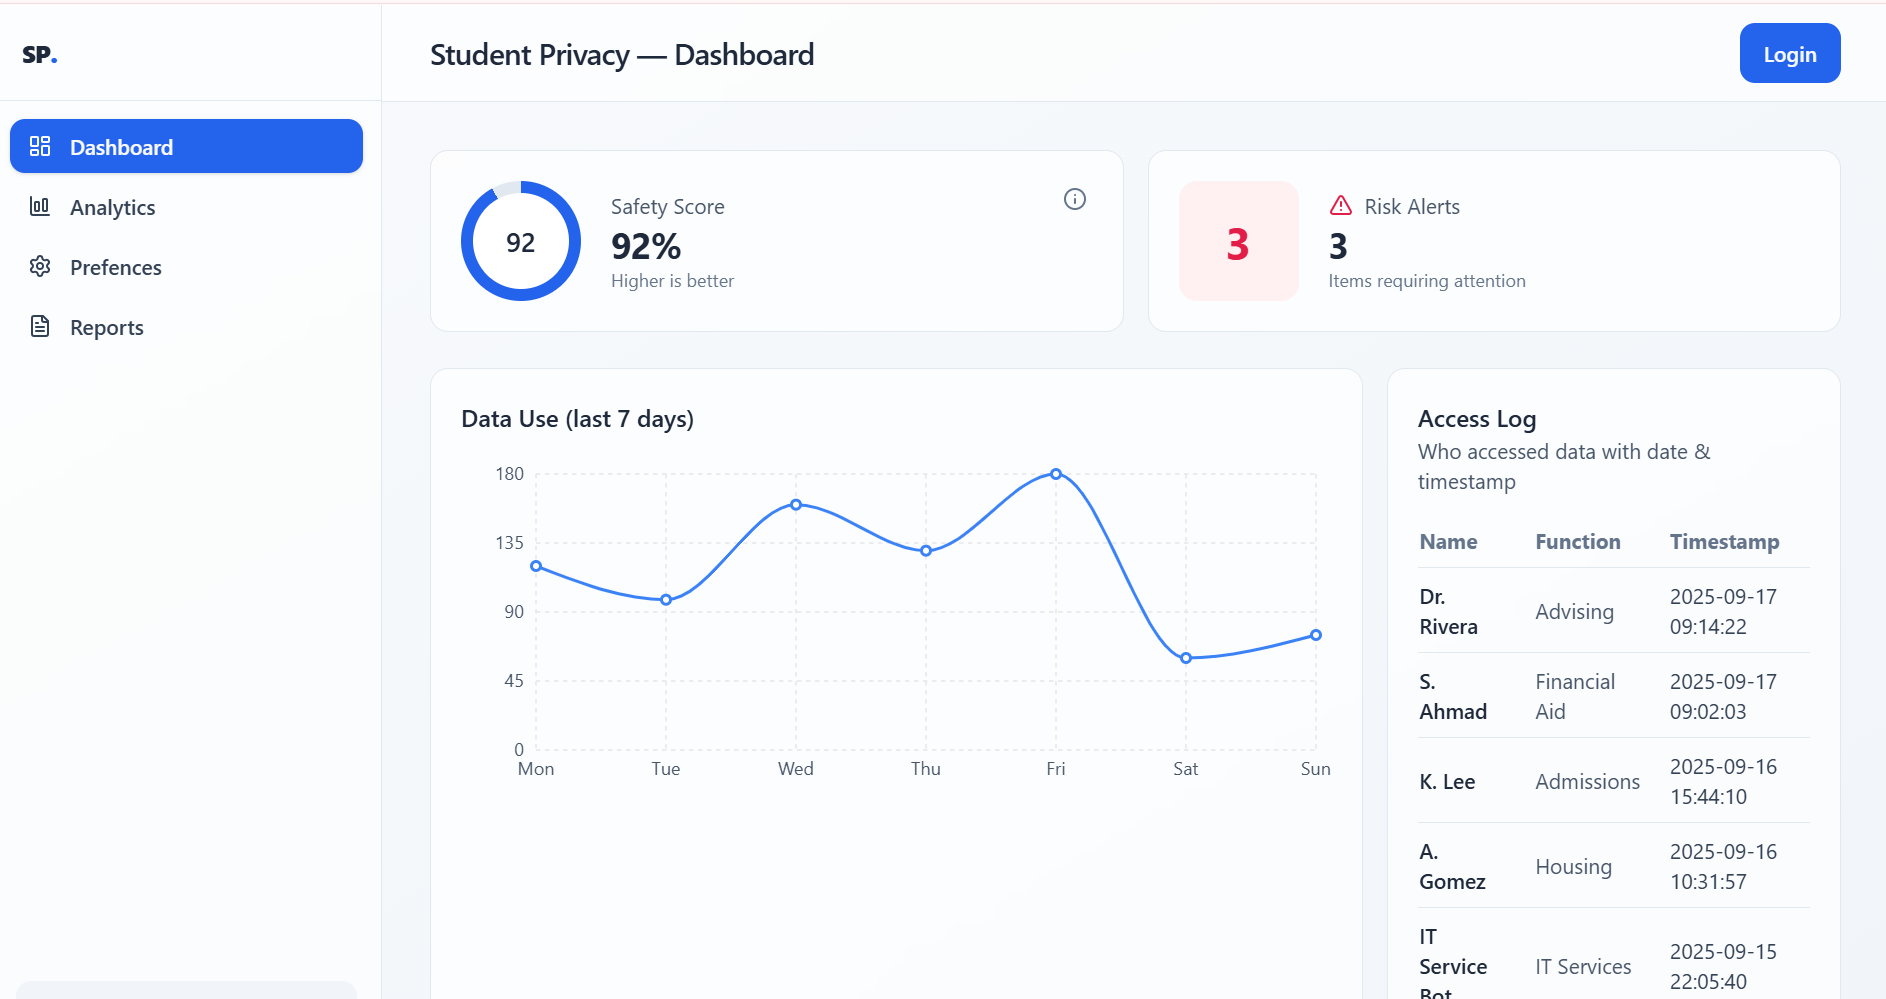 SP.
Student Privacy — Dashboard
Login
Dashboard
Analytics
Prefences
Reports
92
Safety Score
92%
Higher is better
3
Risk Alerts
3
Items requiring attention
Data Use (last 7 days)
180
135
90
45
0
Mon Tue Wed Thu Fri Sat Sun
Access Log
Who accessed data with date &
timestamp
Name Function Timestamp
Dr.
Rivera
Advising
2025-09-17
09:14:22
S.
Ahmad
Financial
Aid
2025-09-17
09:02:03
K. Lee
Admissions
2025-09-16
15:44:10
A.
Gomez
Housing
2025-09-16
10:31:57
IT
Service
Bot
IT Services
2025-09-15
22:05:40